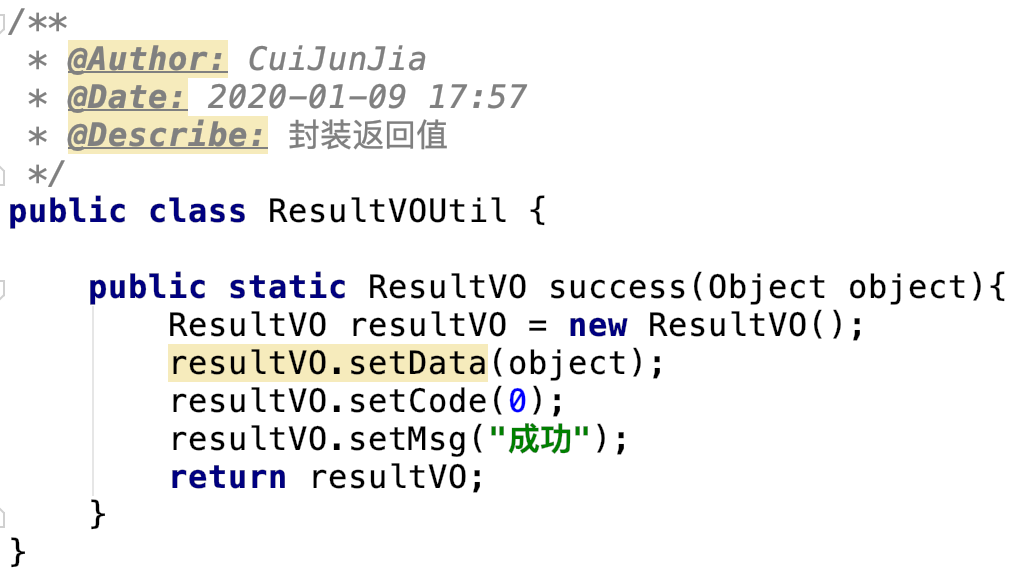 /**
 * @Author: CuiJunJia
 * @Date: 2020-01-09 17:57
 * @Describe: 封装返回值
 */
public class ResultVOUtil {
    public static ResultVO success(Object object){
        ResultVO resultVO = new ResultVO();
        resultVO.setData(object);
        resultVO.setCode(0);
        resultVO.setMsg("成功");
        return resultVO;
    }
}